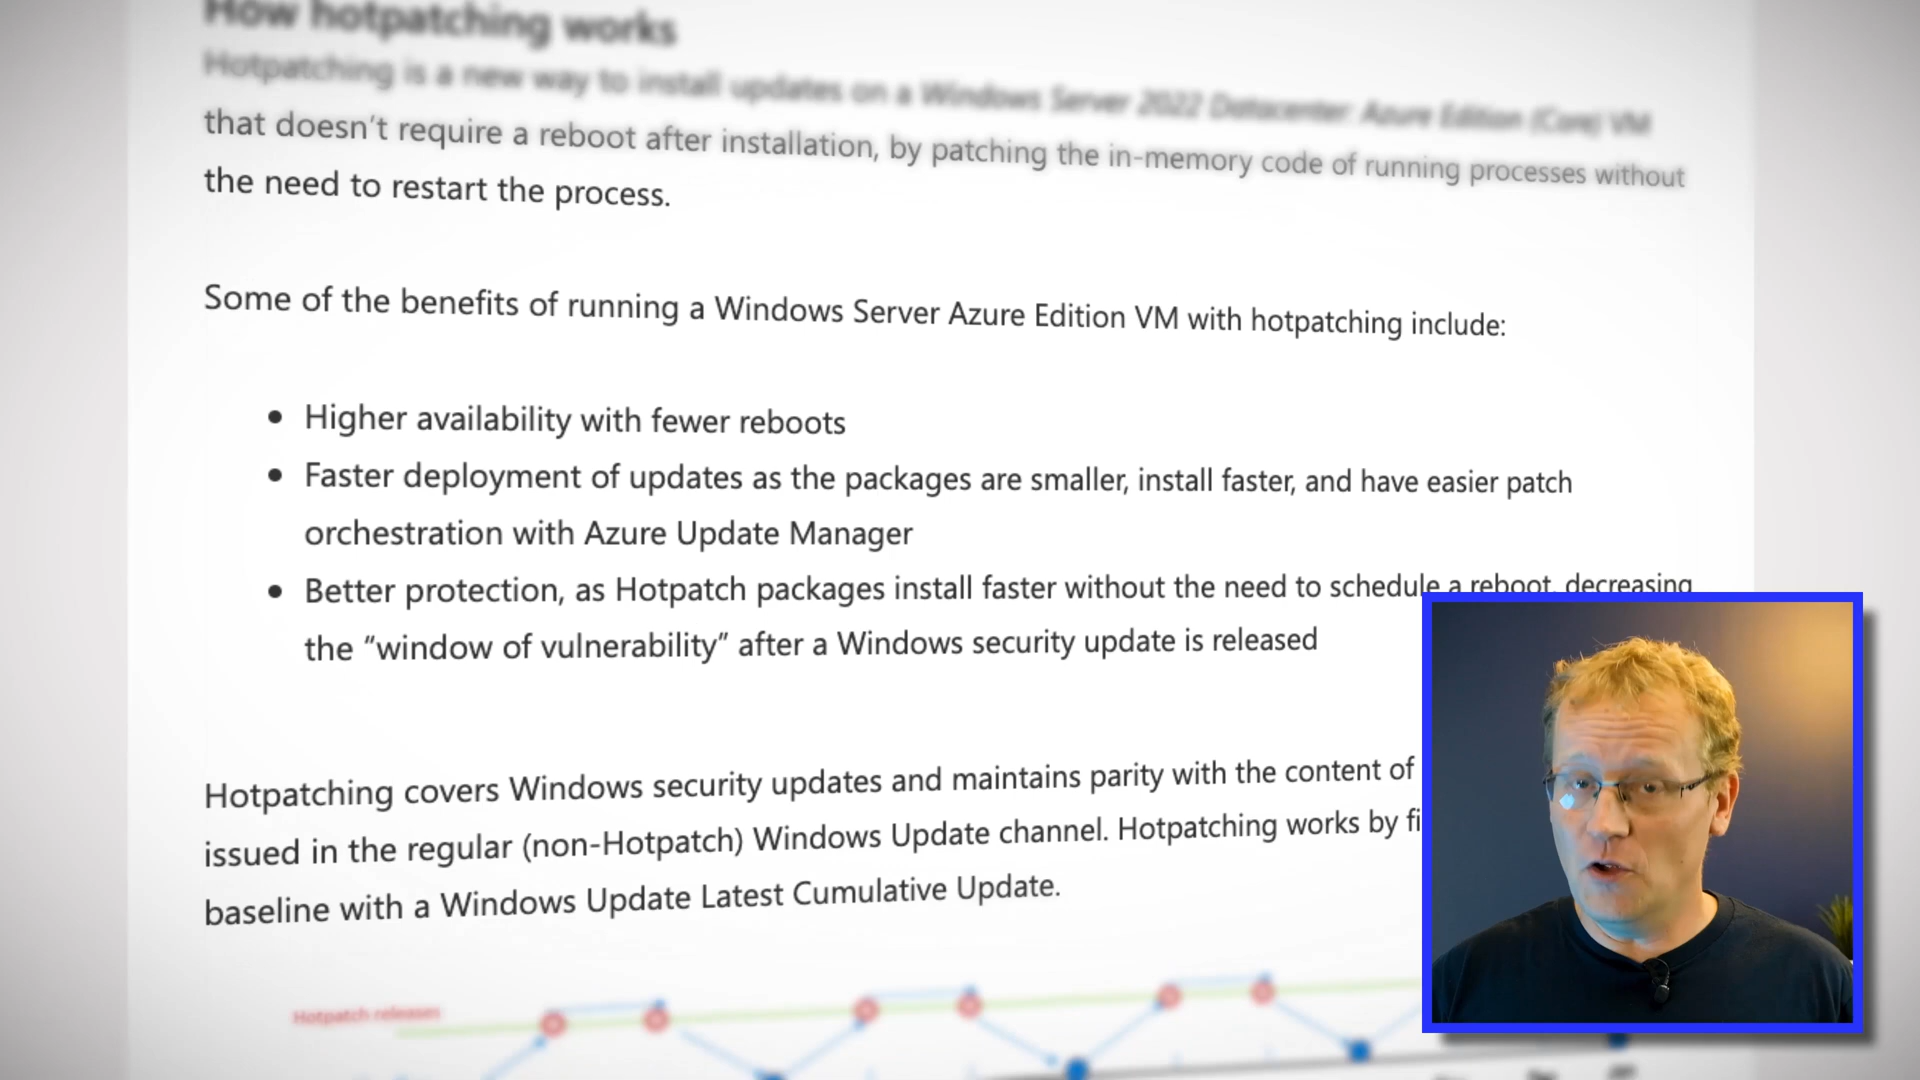 How hotpatching works
Hotpatching is a new way to install updates on a Windows Server 2022 Datacenter: Azure Edition (Core) VM
that doesn’t require a reboot after installation, by patching the in-memory code of running processes without
the need to restart the process.
Some of the benefits of running a Windows Server Azure Edition VM with hotpatching include:
• Higher availability with fewer reboots
• Faster deployment of updates as the packages are smaller, install faster, and have easier patch
orchestration with Azure Update Manager
• Better protection, as Hotpatch packages install faster without the need to schedule a reboot, decreasing
the “window of vulnerability” after a Windows security update is released
Hotpatching covers Windows security updates and maintains parity with the content of
issued in the regular (non-Hotpatch) Windows Update channel. Hotpatching works by fi
baseline with a Windows Update Latest Cumulative Update.
Hotpatch releases